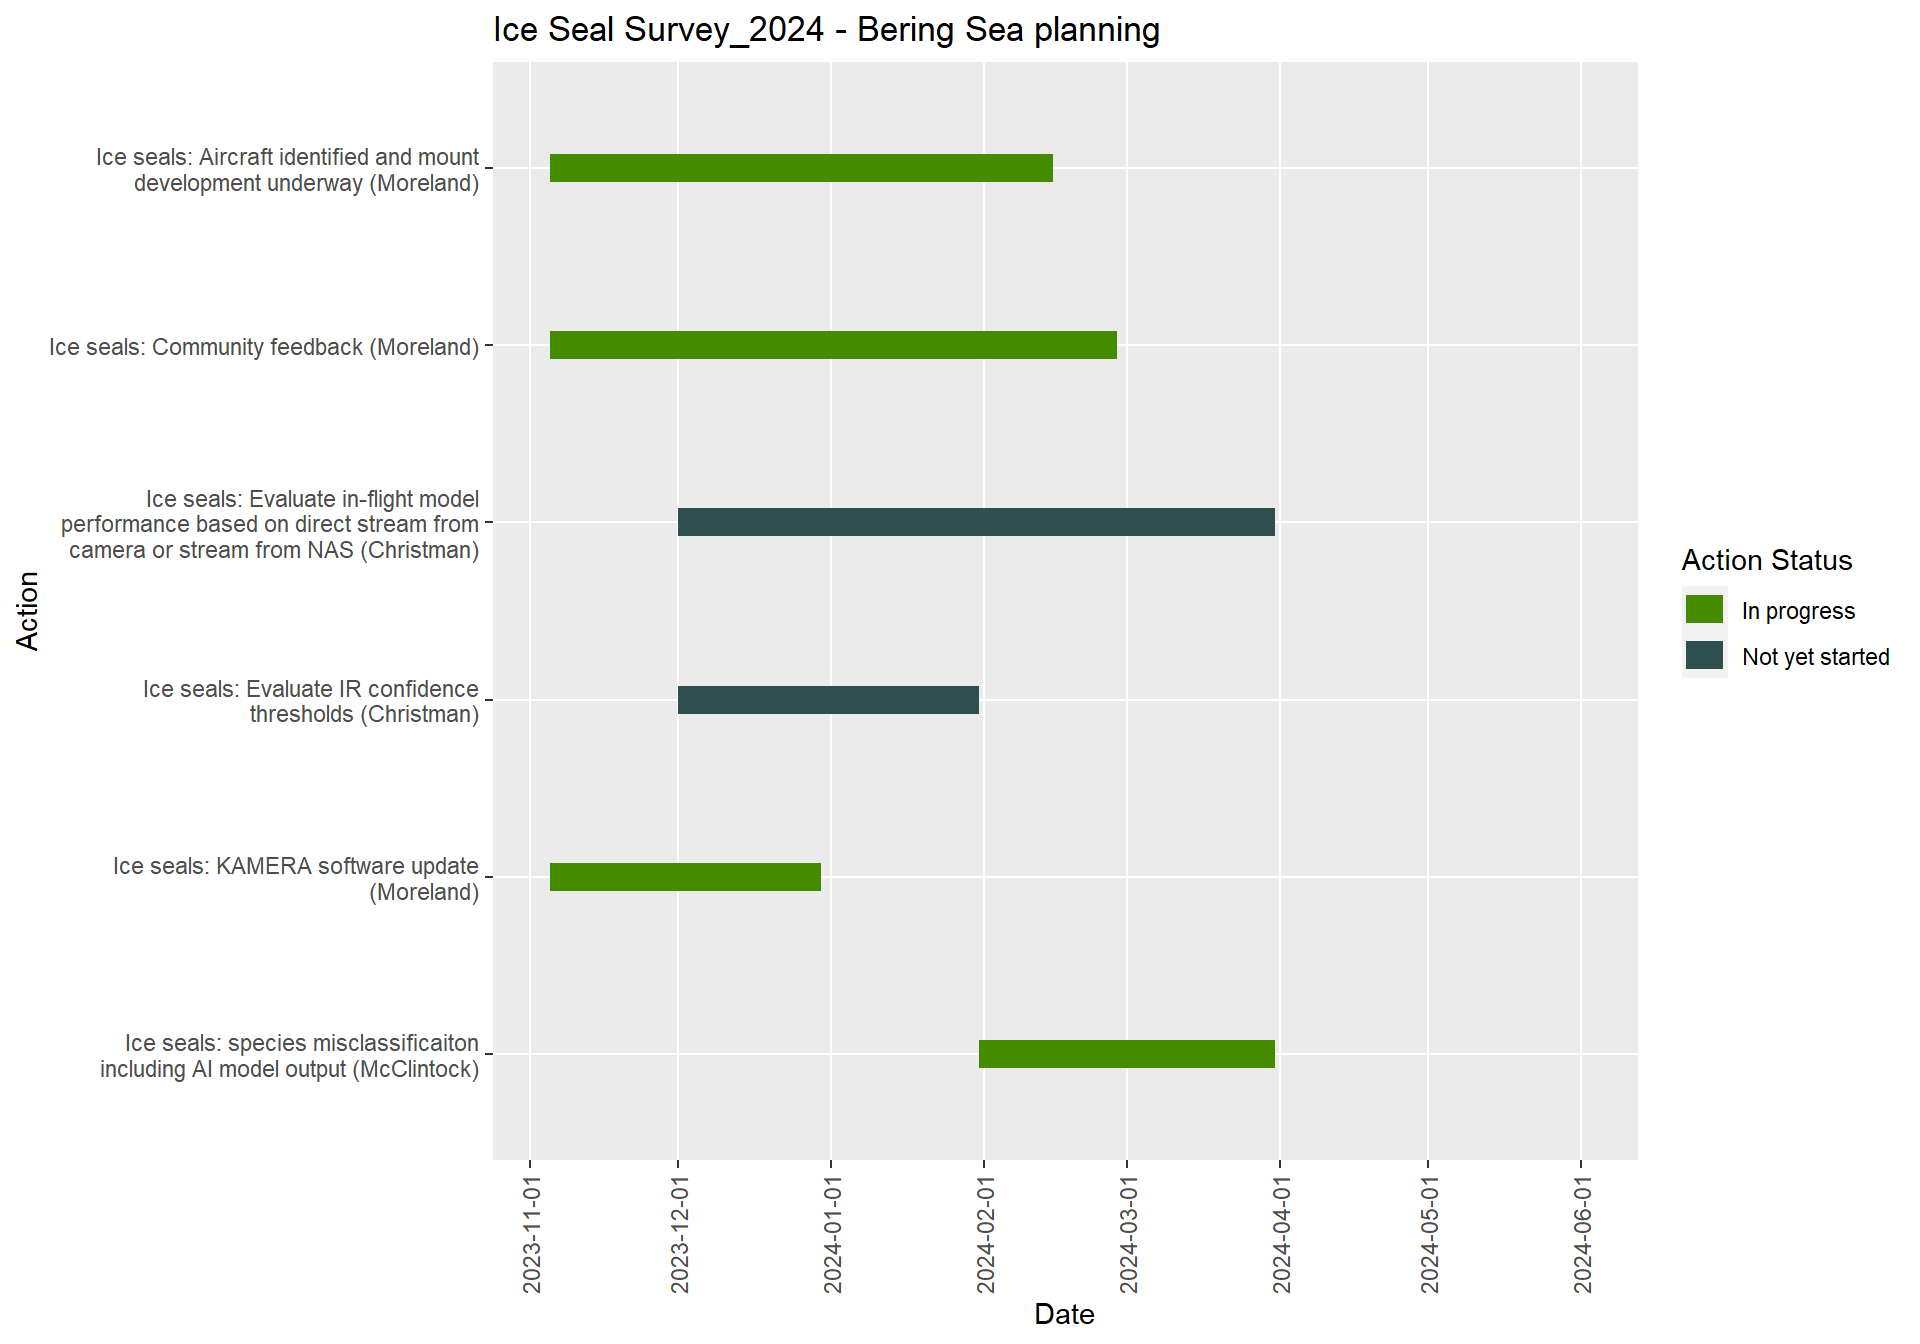 Ice Seal Survey_2024 - Bering Sea planning
Ice seals: Aircraft identified and mount
development underway (Moreland)
Ice seals: Community feedback (Moreland)
Ice seals: Evaluate in-flight model
performance based on direct stream from
camera or stream from NAS (Christman)
Ice seals: Evaluate IR confidence
thresholds (Christman)
Ice seals: KAMERA software update
(Moreland)
Ice seals: species misclassificaiton
including AI model output (McClintock)
Action
2023-11-01
2023-12-01
2024-01-01
2024-02-01
2024-03-01
2024-04-01
2024-05-01
2024-06-01
Date
Action Status
In progress
Not yet started